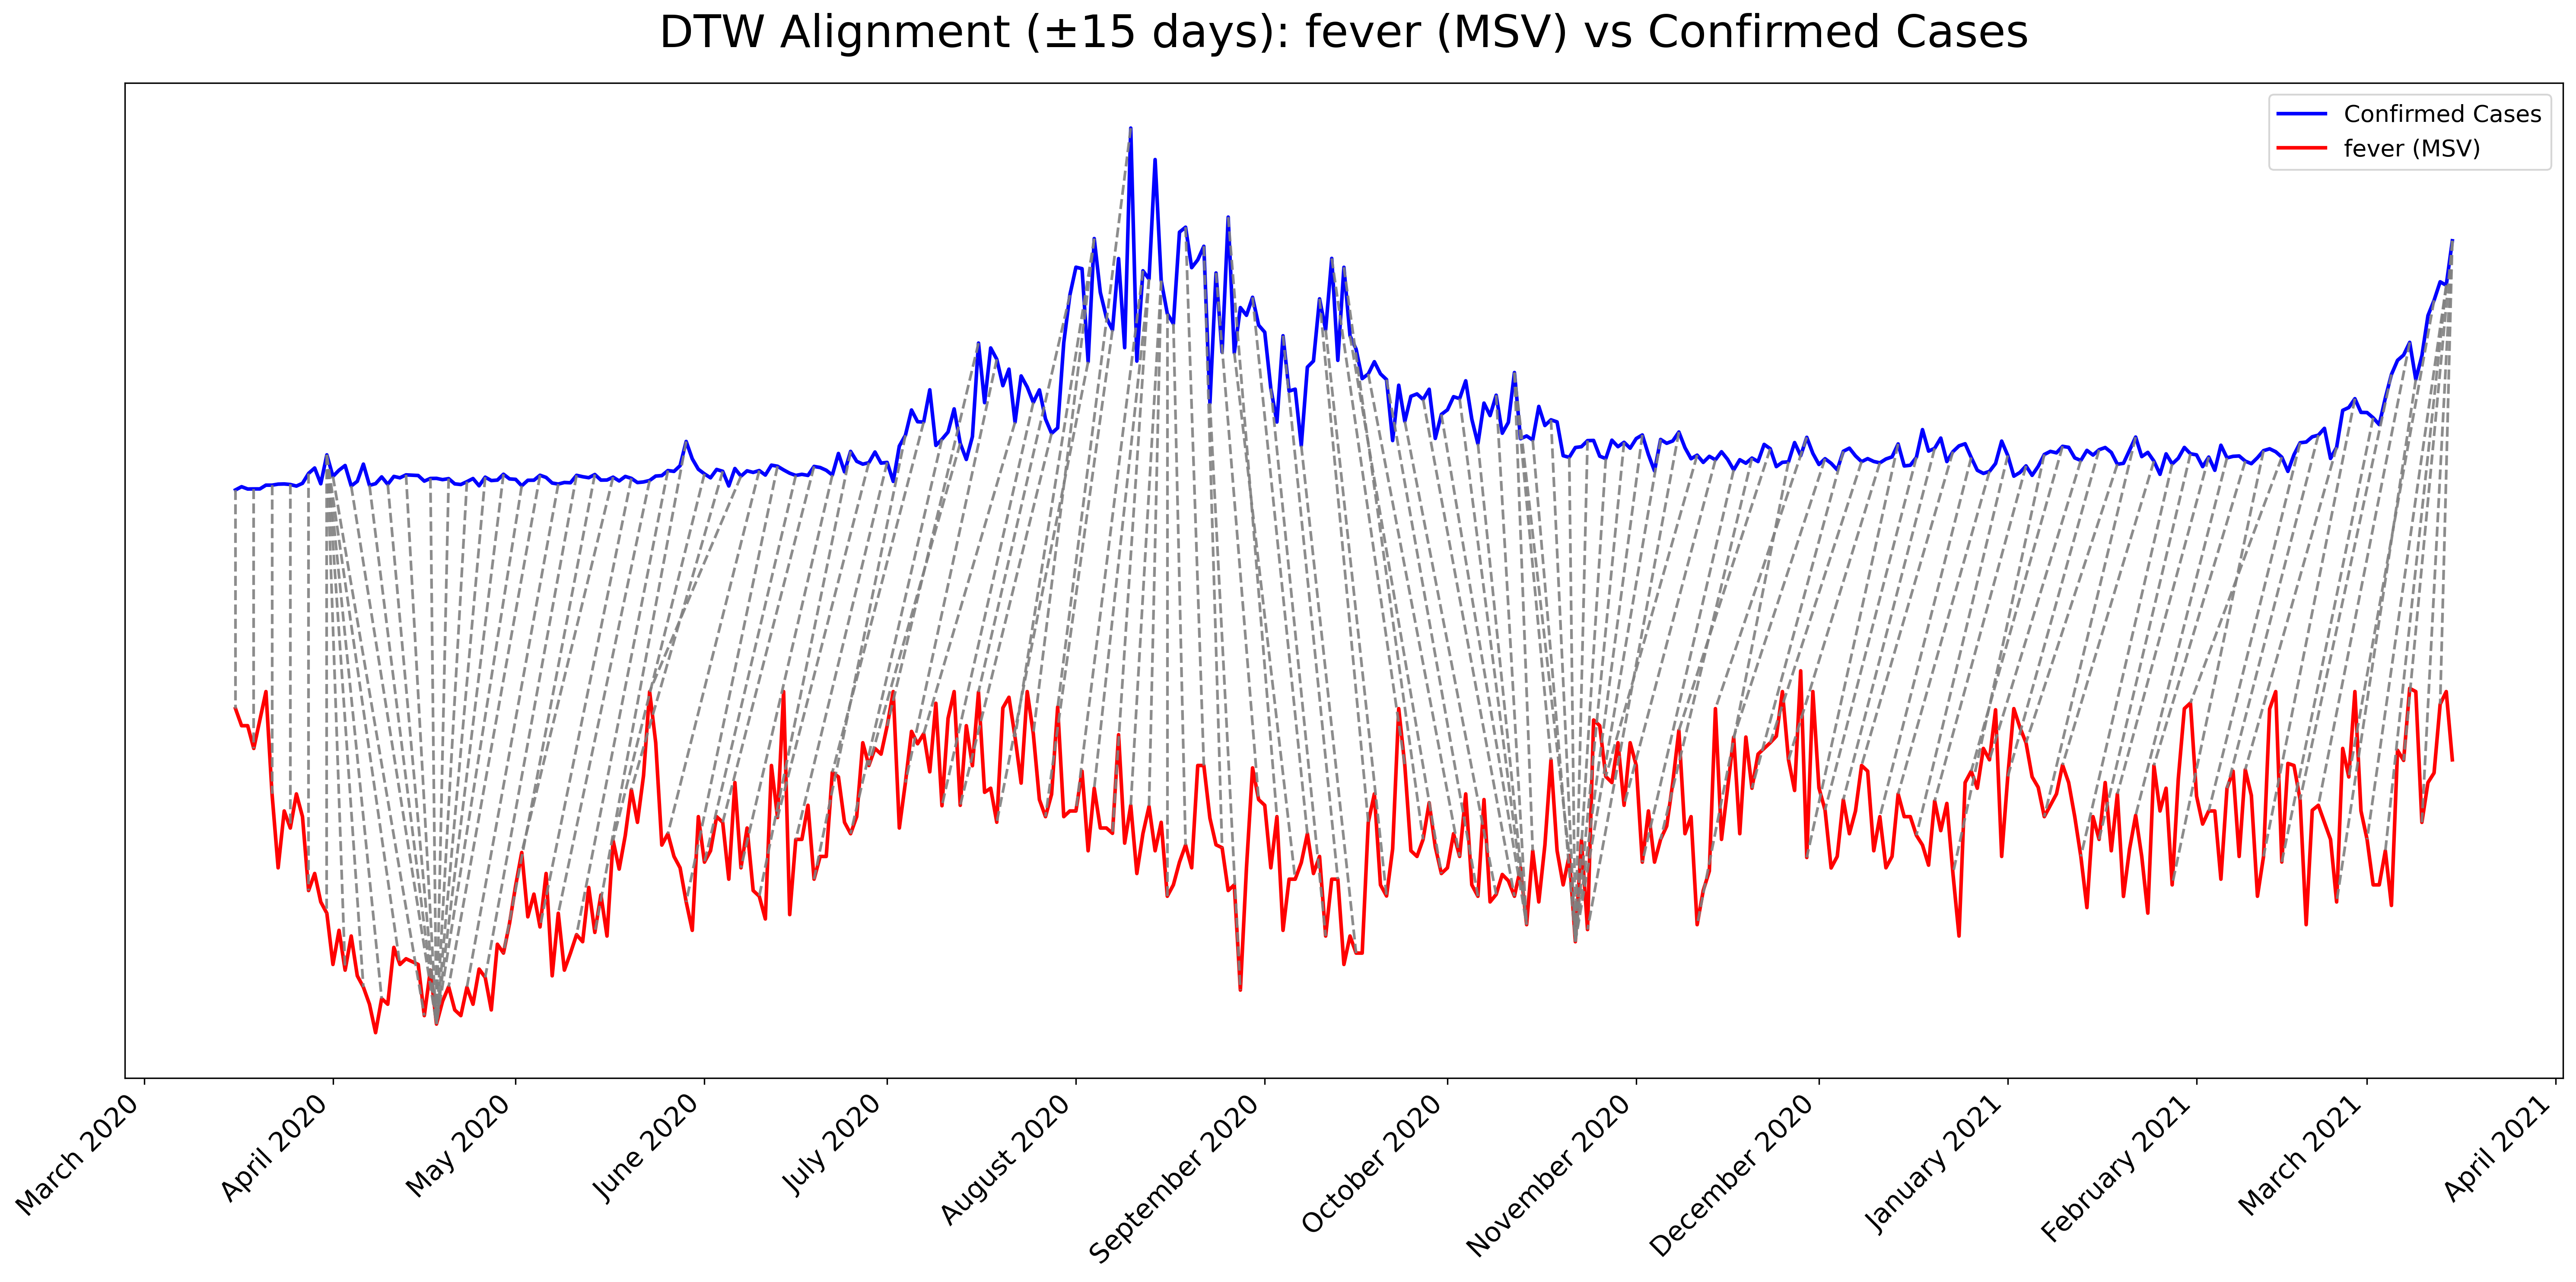 DTW Alignment (±15 days): fever (MSV) vs Confirmed Cases
Confirmed Cases
fever (MSV)
March 2020
April 2020
May 2020
June 2020
July 2020
August 2020
September 2020
October 2020
November 2020
December 2020
January 2021
February 2021
March 2021
April 2021